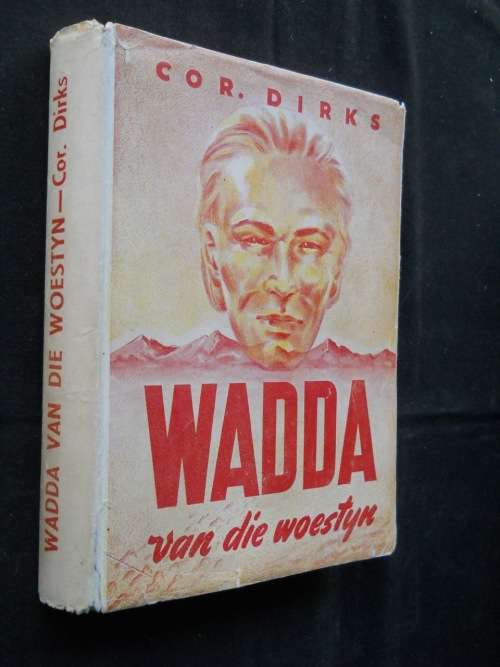 COR. DIRKS
WADDA
van die woestyn
WADDA VAN DIE WOESTYN—Cor. Dirks